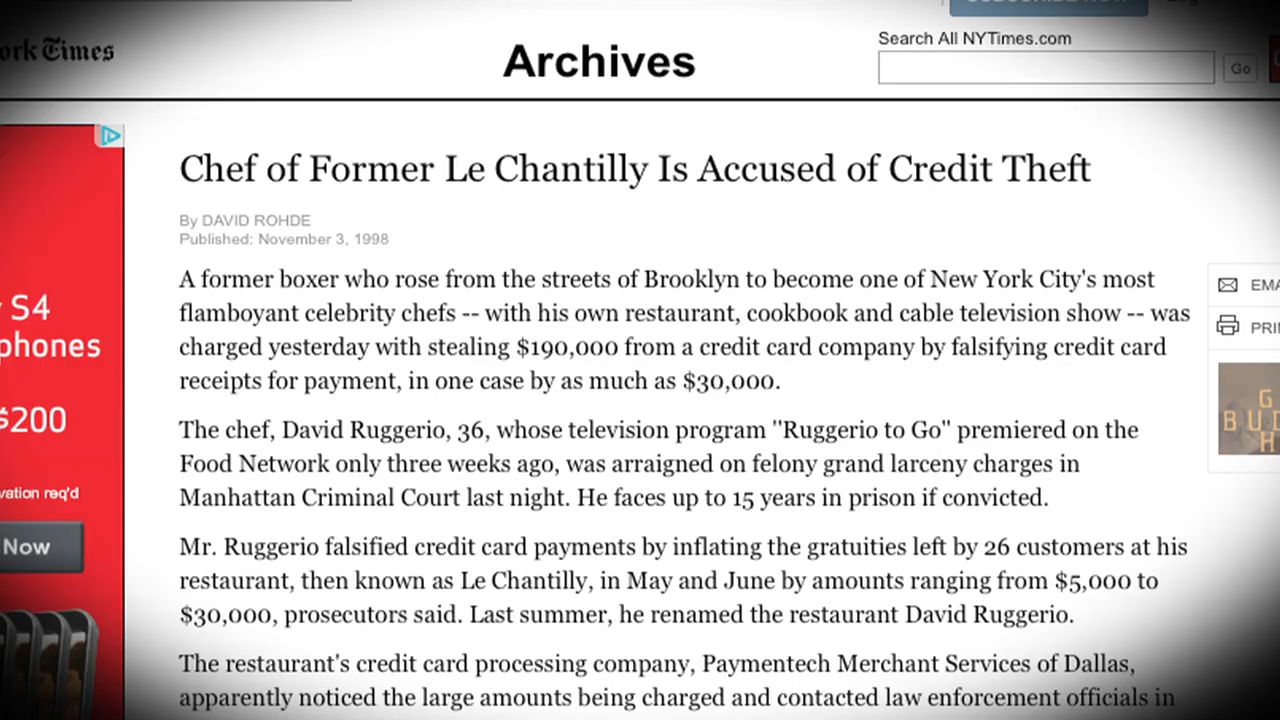 ork Times
Archives
Search All NYTimes.com
Go
Chef of Former Le Chantilly Is Accused of Credit Theft
By DAVID ROHDE
Published: November 3, 1998
A former boxer who rose from the streets of Brooklyn to become one of New York City's most
flamboyant celebrity chefs -- with his own restaurant, cookbook and cable television show -- was
charged yesterday with stealing $190,000 from a credit card company by falsifying credit card
receipts for payment, in one case by as much as $30,000.
The chef, David Ruggerio, 36, whose television program "Ruggerio to Go" premiered on the
Food Network only three weeks ago, was arraigned on felony grand larceny charges in
Manhattan Criminal Court last night. He faces up to 15 years in prison if convicted.
Mr. Ruggerio falsified credit card payments by inflating the gratuities left by 26 customers at his
restaurant, then known as Le Chantilly, in May and June by amounts ranging from $5,000 to
$30,000, prosecutors said. Last summer, he renamed the restaurant David Ruggerio.
The restaurant's credit card processing company, Paymentech Merchant Services of Dallas,
apparently noticed the large amounts being charged and contacted law enforcement officials in
S4
phones
$200
vation req'd
Now
EMA
PRI
G
BUD
H